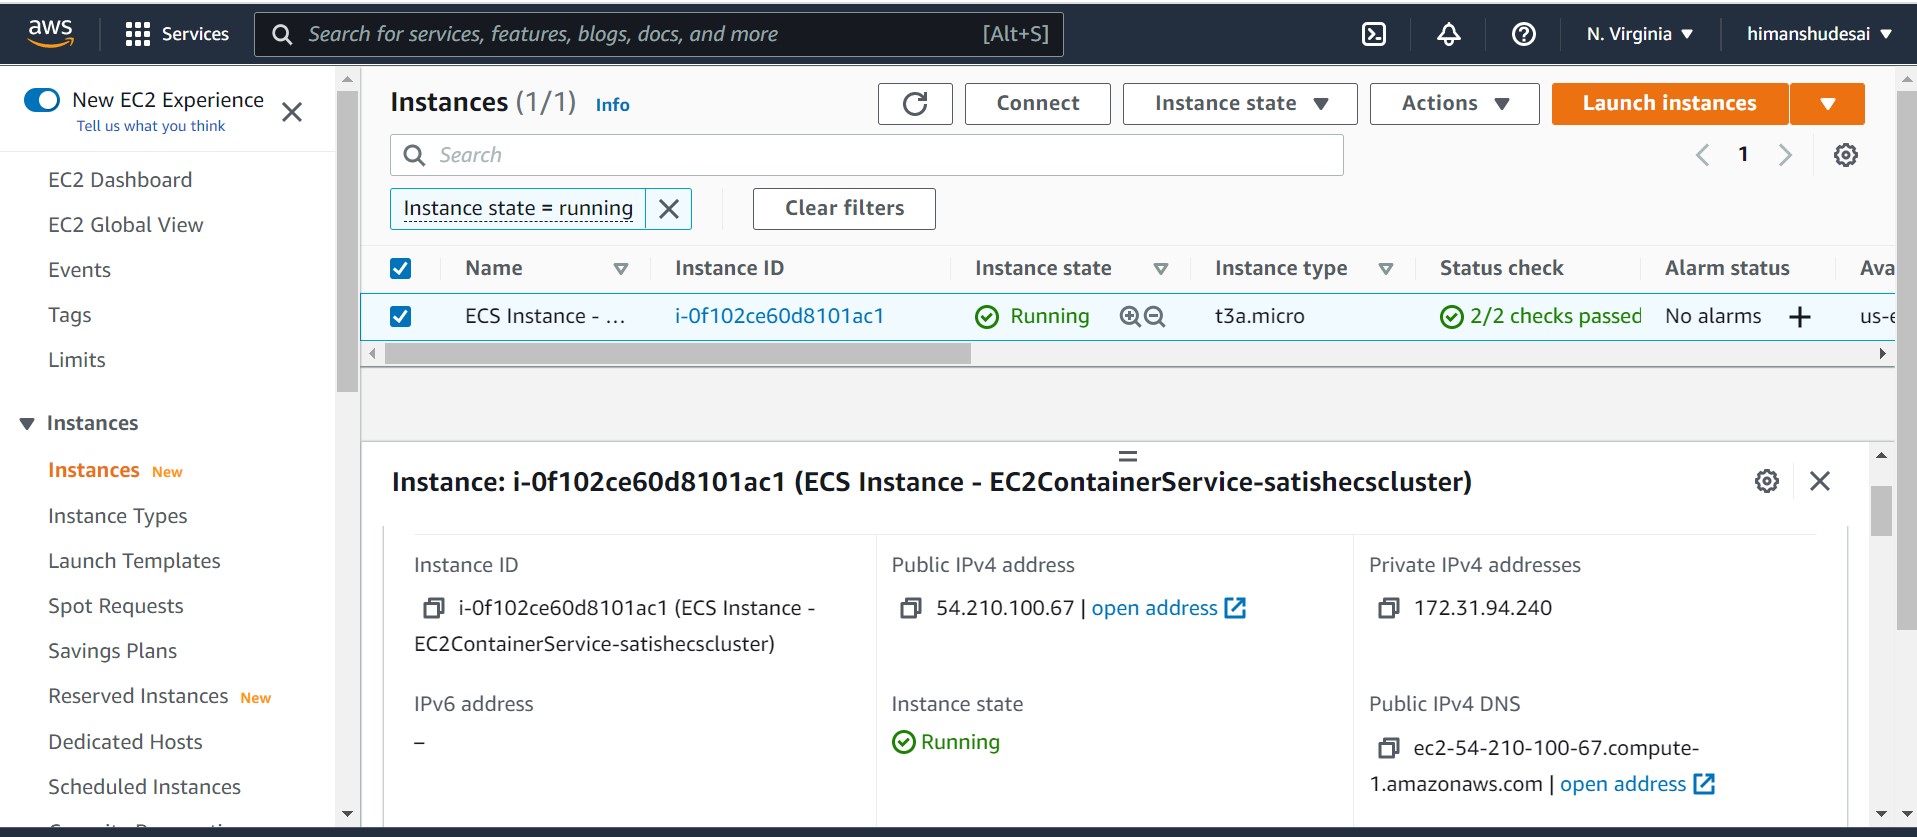 aws Services Search for services, features, blogs, docs, and more [Alt+S] N. Virginia himanshudesai
New EC2 Experience
Tell us what you think
EC2 Dashboard
EC2 Global View
Events
Tags
Limits
Instances
Instances New
Instance Types
Launch Templates
Spot Requests
Savings Plans
Reserved Instances New
Dedicated Hosts
Scheduled Instances
Instances (1/1) Info Connect Instance state Actions Launch instances
Search 1
Instance state = running Clear filters
Name Instance ID Instance state Instance type Status check Alarm status Ava
ECS Instance - ... i-0f102ce60d8101ac1 Running t3a.micro 2/2 checks passed No alarms + us-e
Instance: i-0f102ce60d8101ac1 (ECS Instance - EC2ContainerService-satishecscluster)
Instance ID
i-0f102ce60d8101ac1 (ECS Instance -
EC2ContainerService-satishecscluster)
Public IPv4 address
54.210.100.67 | open address
Private IPv4 addresses
172.31.94.240
IPv6 address
–
Instance state
Running
Public IPv4 DNS
ec2-54-210-100-67.compute-
1.amazonaws.com | open address